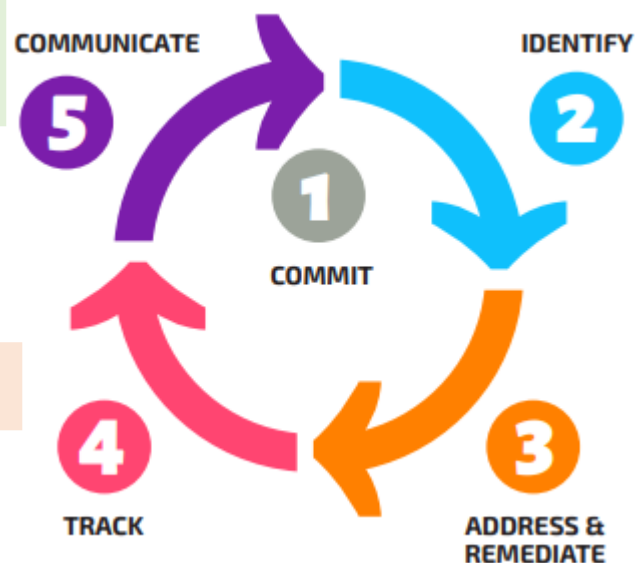 COMMUNICATE
5
IDENTIFY
2
1
COMMIT
4
TRACK
3
ADDRESS &
REMEDIATE